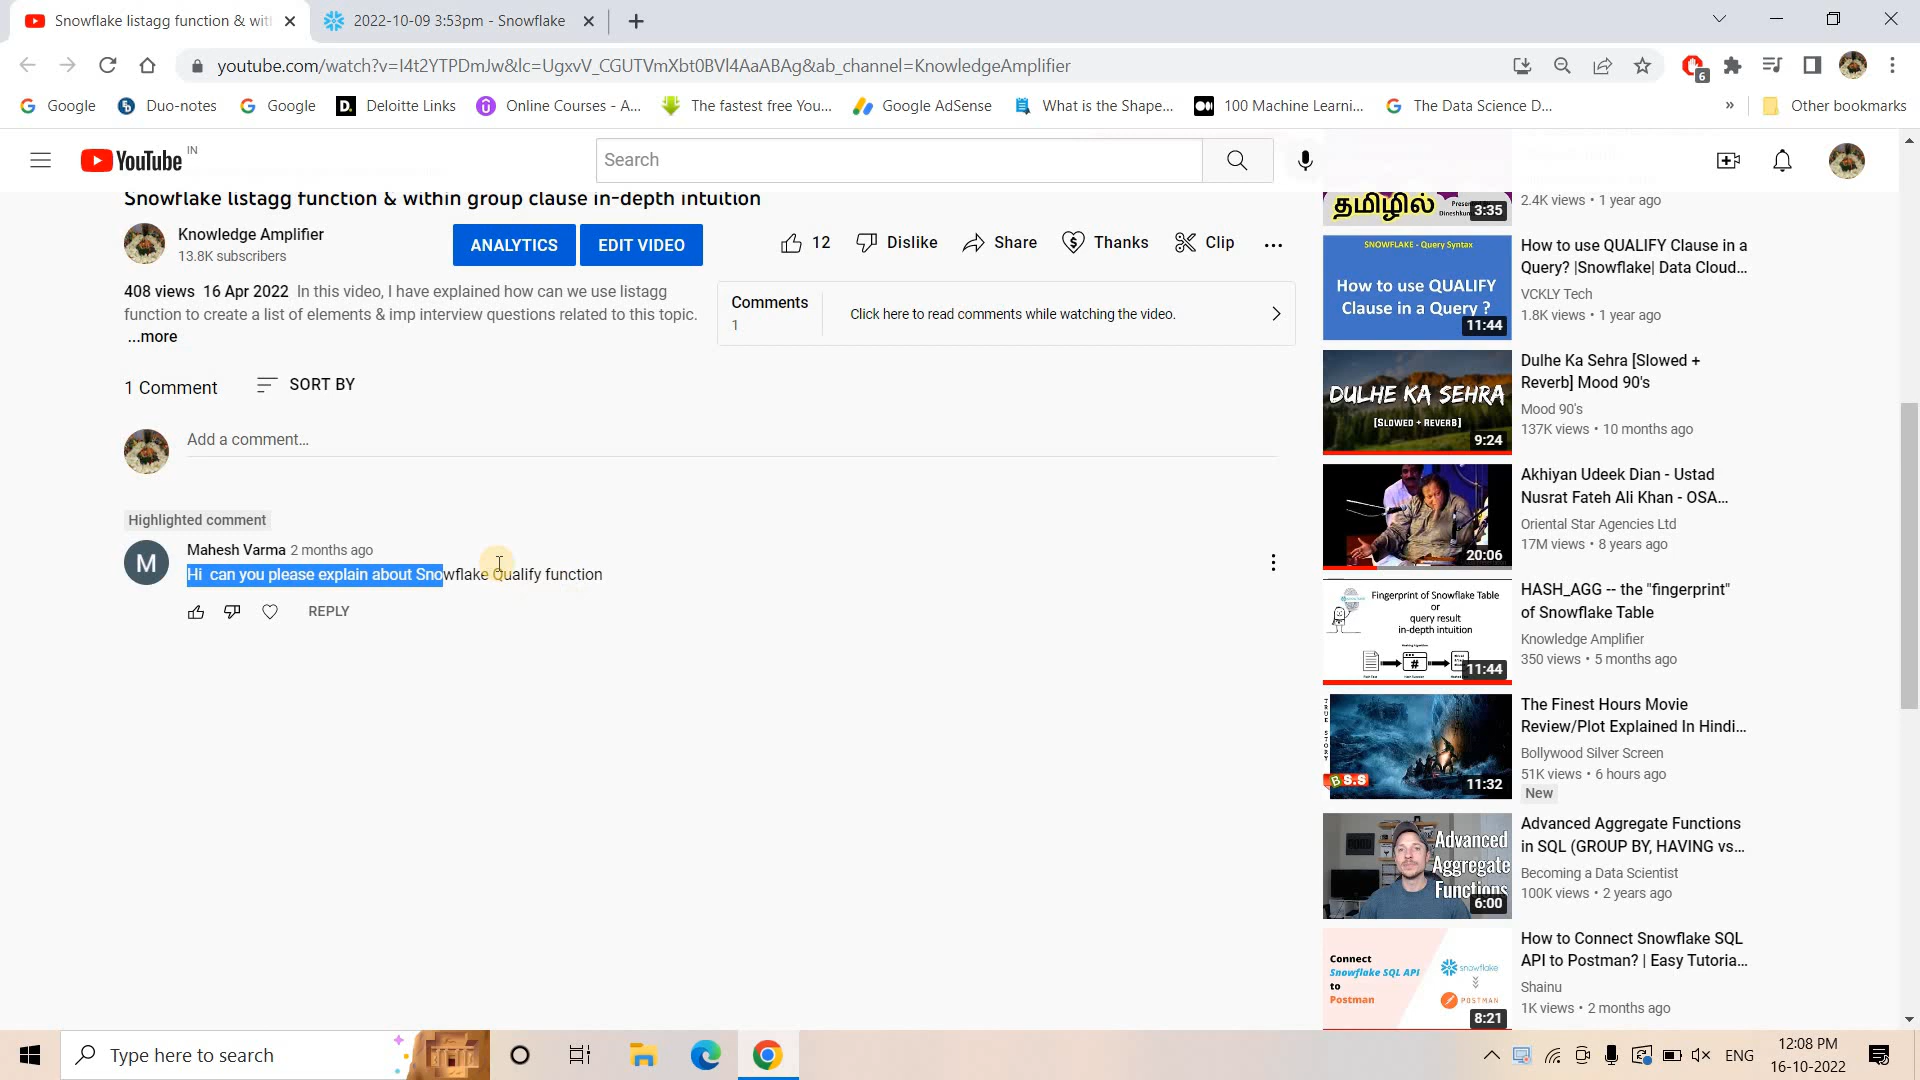 Snowflake listagg function & wit
2022-10-09 3:53pm - Snowflake
youtube.com/watch?v=I4t2YTPDmJw&lc=UgxvV_CGUTVmXbt0BVl4AaABAg&ab_channel=KnowledgeAmplifier
6
Google
Duo-notes
Google
Deloitte Links
Online Courses - A...
The fastest free You...
Google AdSense
What is the Shape...
100 Machine Learni...
The Data Science D...
»
Other bookmarks
YouTube IN
Search
Snowflake listagg function & within group clause in-depth intuition
Knowledge Amplifier
13.8K subscribers
ANALYTICS
EDIT VIDEO
12
Dislike
Share
Thanks
Clip
408 views 16 Apr 2022 In this video, I have explained how can we use listagg
function to create a list of elements & imp interview questions related to this topic.
...more
Comments
1
Click here to read comments while watching the video.
1 Comment
SORT BY
Add a comment...
Highlighted comment
M
Mahesh Varma 2 months ago
Hi can you please explain about Snowflake Qualify function
REPLY
தமிழில்
3:35
2.4K views • 1 year ago
SNOWFLAKE - Query Syntax
How to use QUALIFY
Clause in a Query ?
11:44
How to use QUALIFY Clause in a
Query? |Snowflake| Data Cloud...
VCKLY Tech
1.8K views • 1 year ago
DULHE KA SEHRA
[SLOWED + REVERB]
9:24
Dulhe Ka Sehra [Slowed +
Reverb] Mood 90's
Mood 90's
137K views • 10 months ago
20:06
Akhiyan Udeek Dian - Ustad
Nusrat Fateh Ali Khan - OSA...
Oriental Star Agencies Ltd
17M views • 8 years ago
Fingerprint of Snowflake Table
or
query result
in-depth intuition
#
11:44
HASH_AGG -- the "fingerprint"
of Snowflake Table
Knowledge Amplifier
350 views • 5 months ago
TRUE STORY
B S.S
11:32
The Finest Hours Movie
Review/Plot Explained In Hindi...
Bollywood Silver Screen
51K views • 6 hours ago
New
Advanced
Aggregate
Functions
6:00
Advanced Aggregate Functions
in SQL (GROUP BY, HAVING vs...
Becoming a Data Scientist
100K views • 2 years ago
Connect
Snowflake SQL API
to
Postman
snowflake
POSTMAN
8:21
How to Connect Snowflake SQL
API to Postman? | Easy Tutoria...
Shainu
1K views • 2 months ago
Type here to search
ENG
12:08 PM
16-10-2022